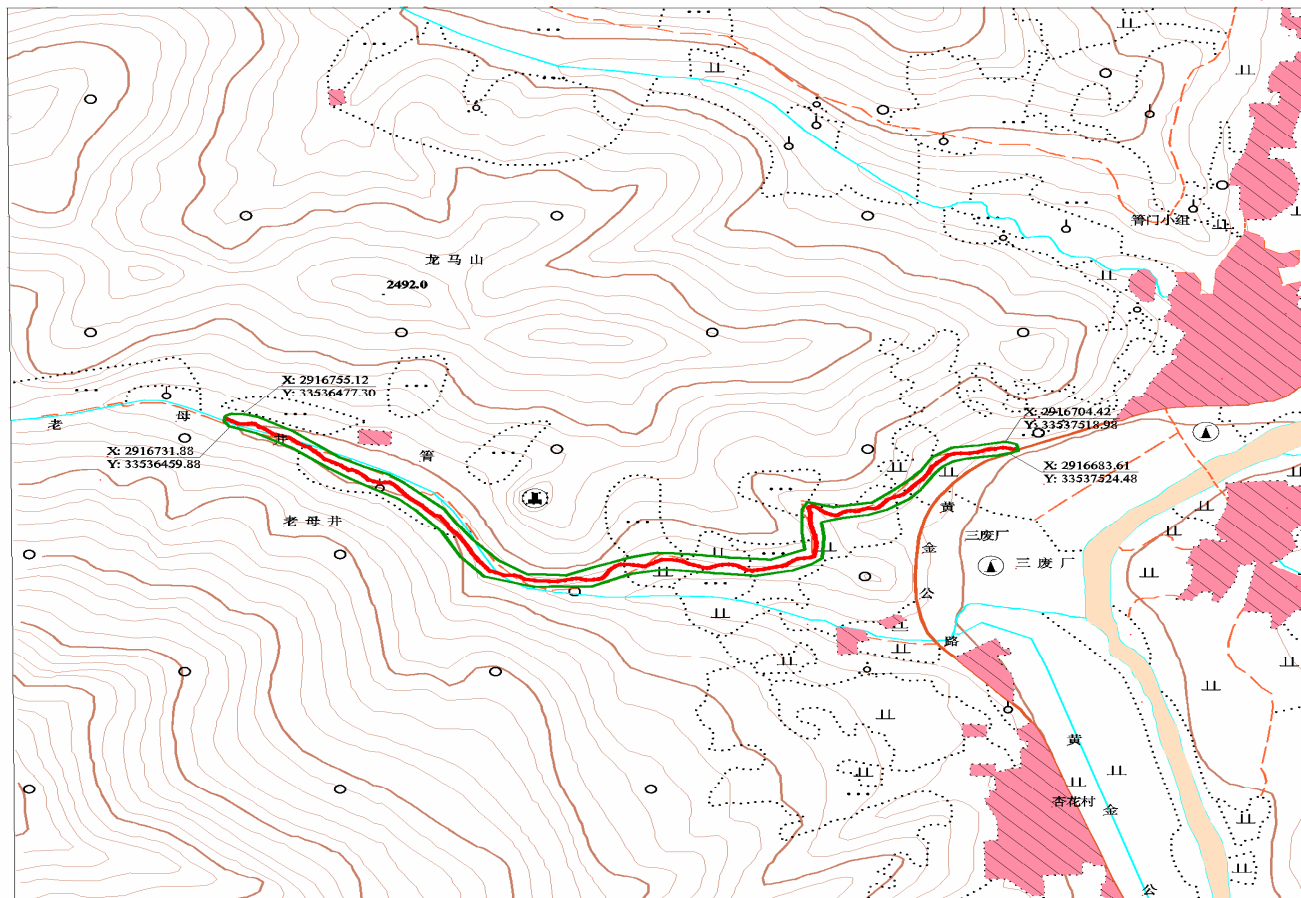 管门小组
龙马山
2492.0
X: 2916755.12
Y: 33536477.30
老母井箐
X: 2916731.88
Y: 33536459.88
X: 2916704.42
Y: 33537518.98
X: 2916683.61
Y: 33537524.48
老母井
黄金公路
三废厂
三废厂
杏花村
黄金公